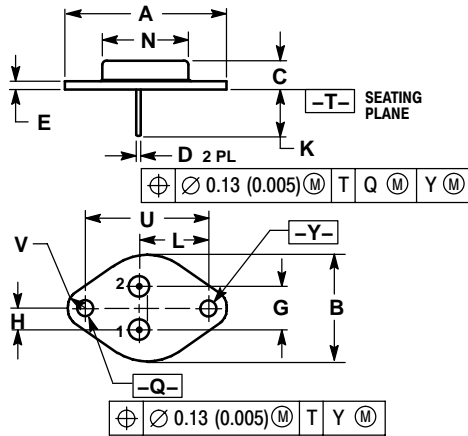 A
N
C
E
–T– SEATING PLANE
K
D 2 PL
⌖ ∅ 0.13 (0.005) Ⓜ T Q Ⓜ Y Ⓜ
U
V
L
–Y–
2
H
G
B
1
–Q–
⌖ ∅ 0.13 (0.005) Ⓜ T Y Ⓜ